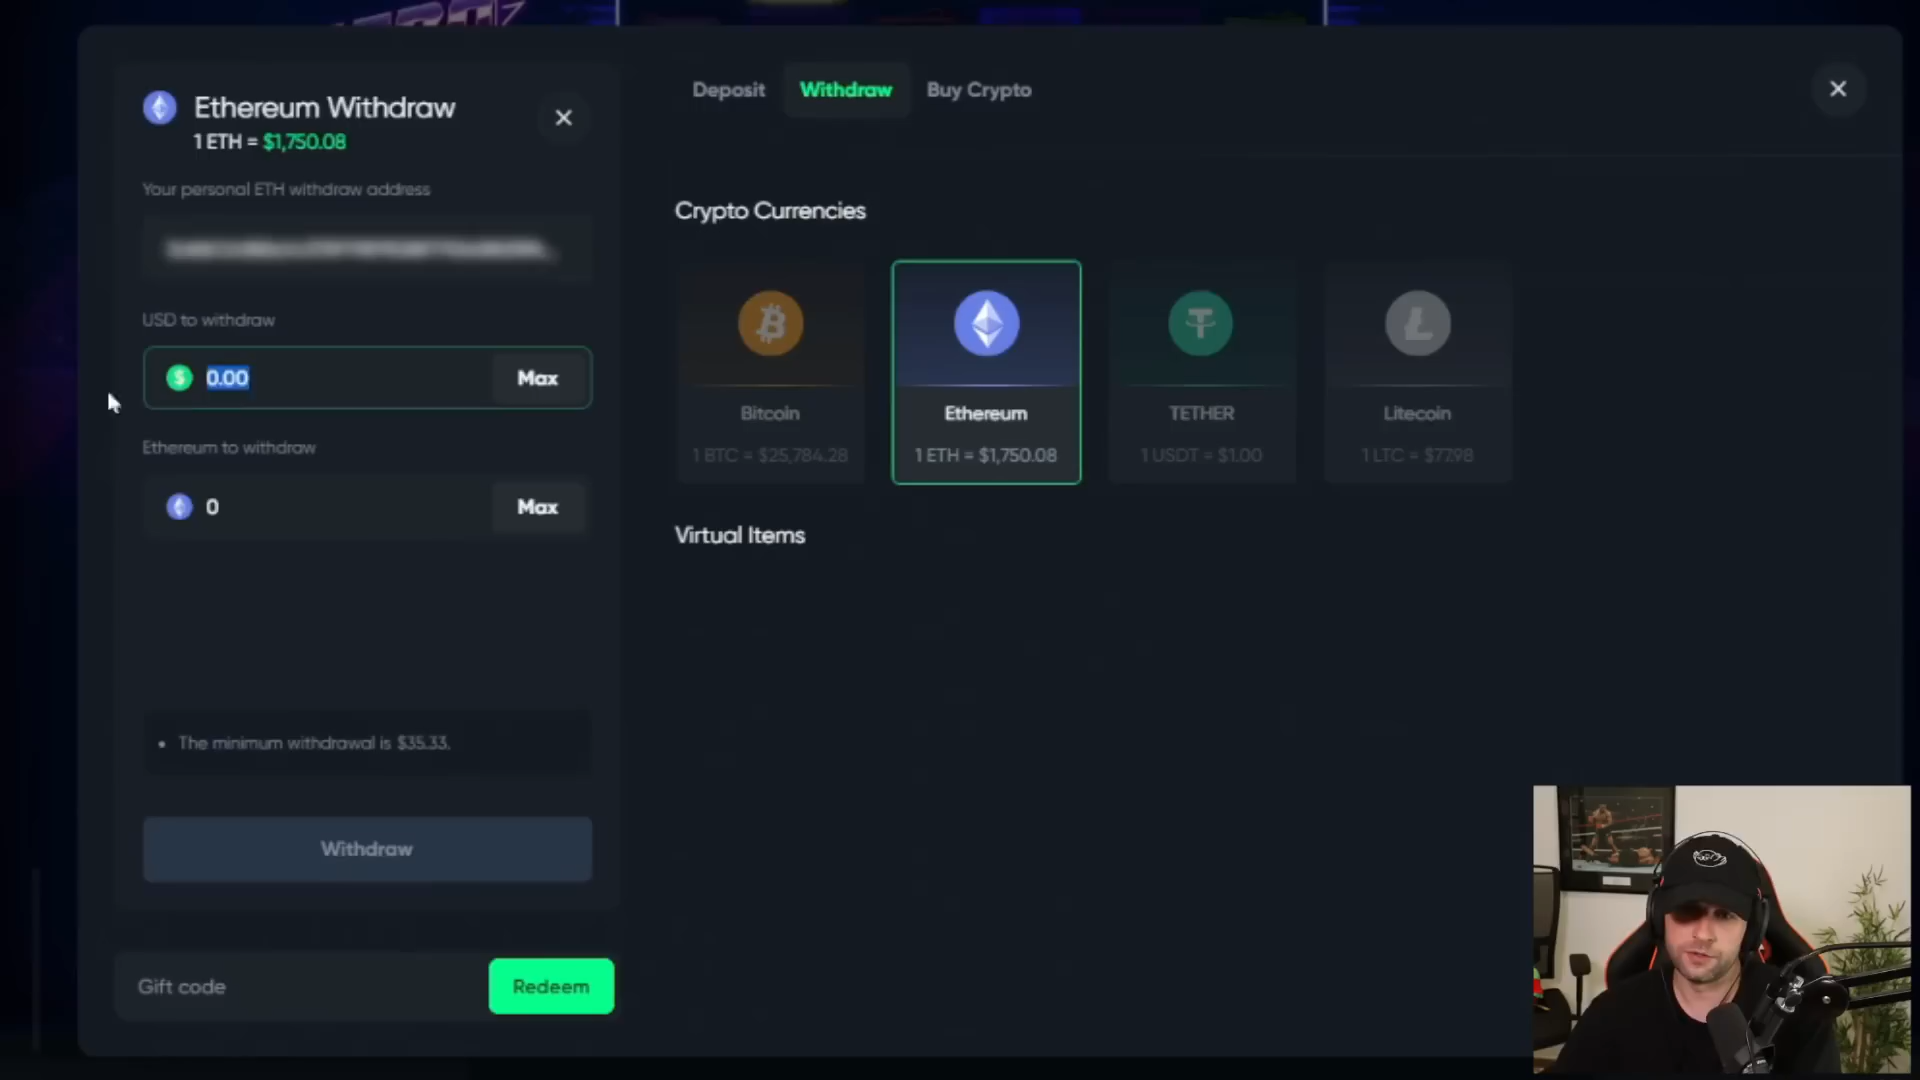 Ethereum Withdraw
1 ETH = $1,750.08
Your personal ETH withdraw address
USD to withdraw
$ 0.00 Max
Ethereum to withdraw
0 Max
• The minimum withdrawal is $35.33.
Withdraw
Gift code Redeem
Deposit Withdraw Buy Crypto
Crypto Currencies
Bitcoin
1 BTC = $25,784.28
Ethereum
1 ETH = $1,750.08
TETHER
1 USDT = $1.00
Litecoin
1 LTC = $77.98
Virtual Items